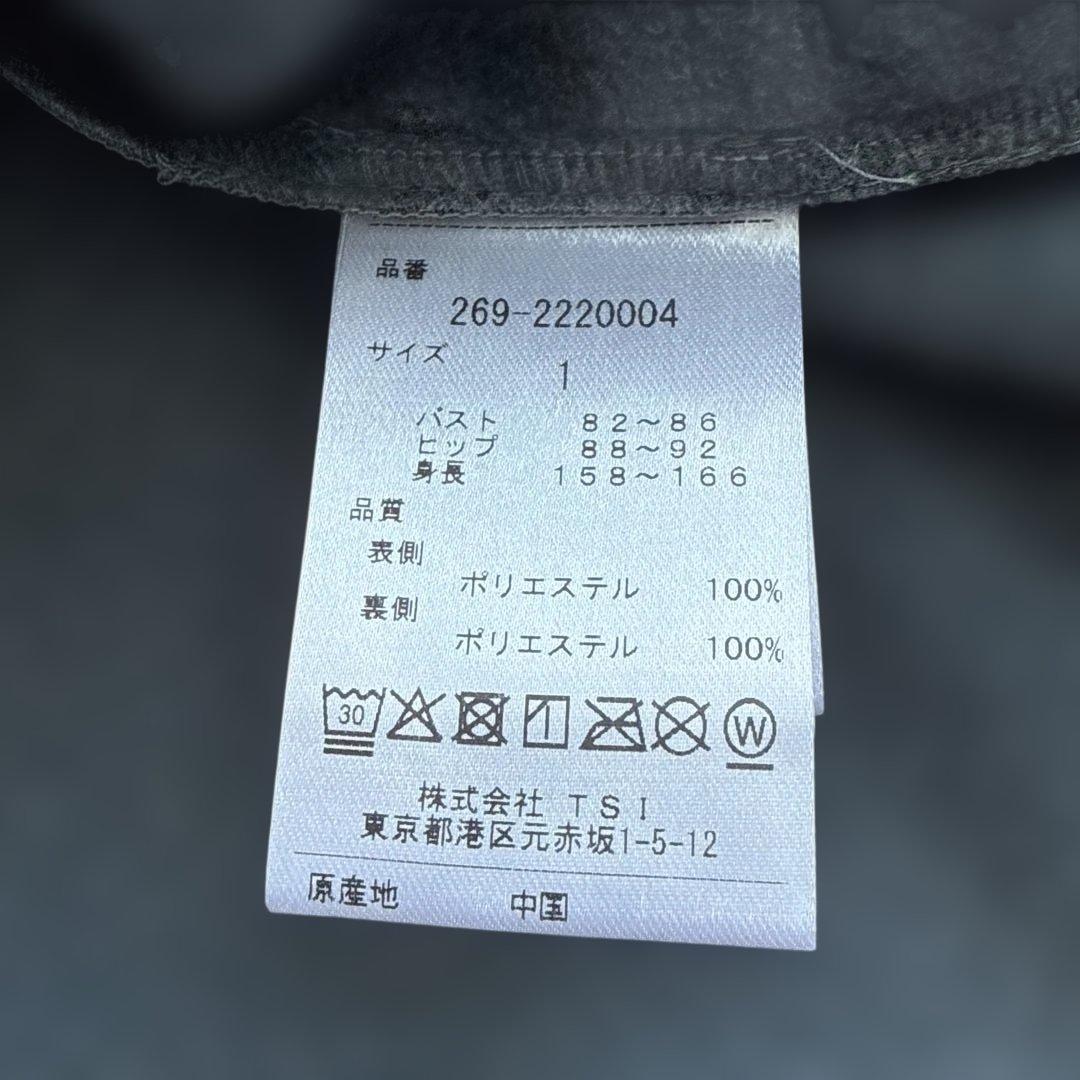 品番
269-2220004
サイズ
1
バスト 82～86
ヒップ 88～92
身長 158～166
品質
表側
ポリエステル 100%
裏側
ポリエステル 100%
30 W
株式会社 TSI
東京都港区元赤坂1-5-12
原産地 中国